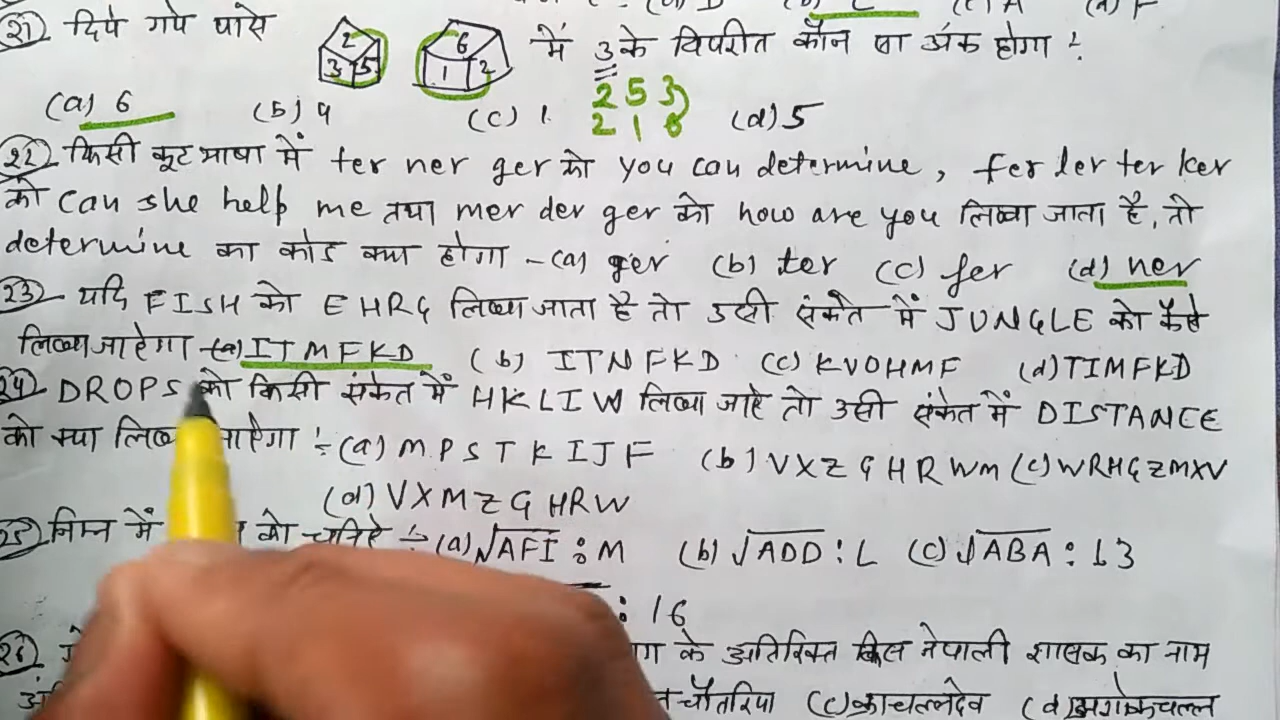 21) दिये गये पासे 2 3 5 6 1 2 में 3 के विपरीत कौन सा अंक होगा ?
2 5 3
(a) 6 (b) 4 (c) 1. 2 1 6 (d) 5
22) किसी कूटभाषा में ter ner ger को you can determine, fer ler ter ker
को can she help me तथा mer der ger को how are you लिखा जाता है, तो
determine का कोड क्या होगा - (a) ger (b) ter (c) fer (d) ner
23- यदि FISH को EHRG लिखा जाता है तो उसी संकेत में JUNGLE को कैसे
लिखा जाऐगा - (a) ITMFKD (b) ITNFKD (c) KVOHMF (d) TIMFKD
24 DROPS को किसी संकेत में HKLIW लिखा जाऐ तो उसी संकेत में DISTANCE
को क्या (a) MPSTKIJF (b) VXZGHRWM (c) WRHGZMXV
(d) VXMZGHRW
25 निम्न में को चुनिऐ :- (a) √AFI : M (b) √ADD : L (c) √ABA : 13
: 16
26 के अतिरिक्त किस नेपाली शासक का नाम
चौतरिया (c) क्राचल्लदेव (d) अशोकचल्ल